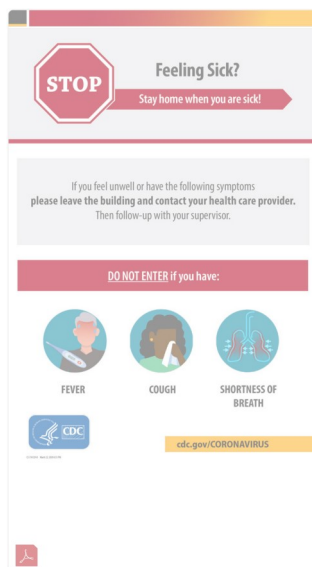 STOP
Feeling Sick?
Stay home when you are sick!
If you feel unwell or have the following symptoms
please leave the building and contact your health care provider.
Then follow-up with your supervisor.
DO NOT ENTER if you have:
FEVER
COUGH
SHORTNESS OF
BREATH
CDC
cdc.gov/CORONAVIRUS